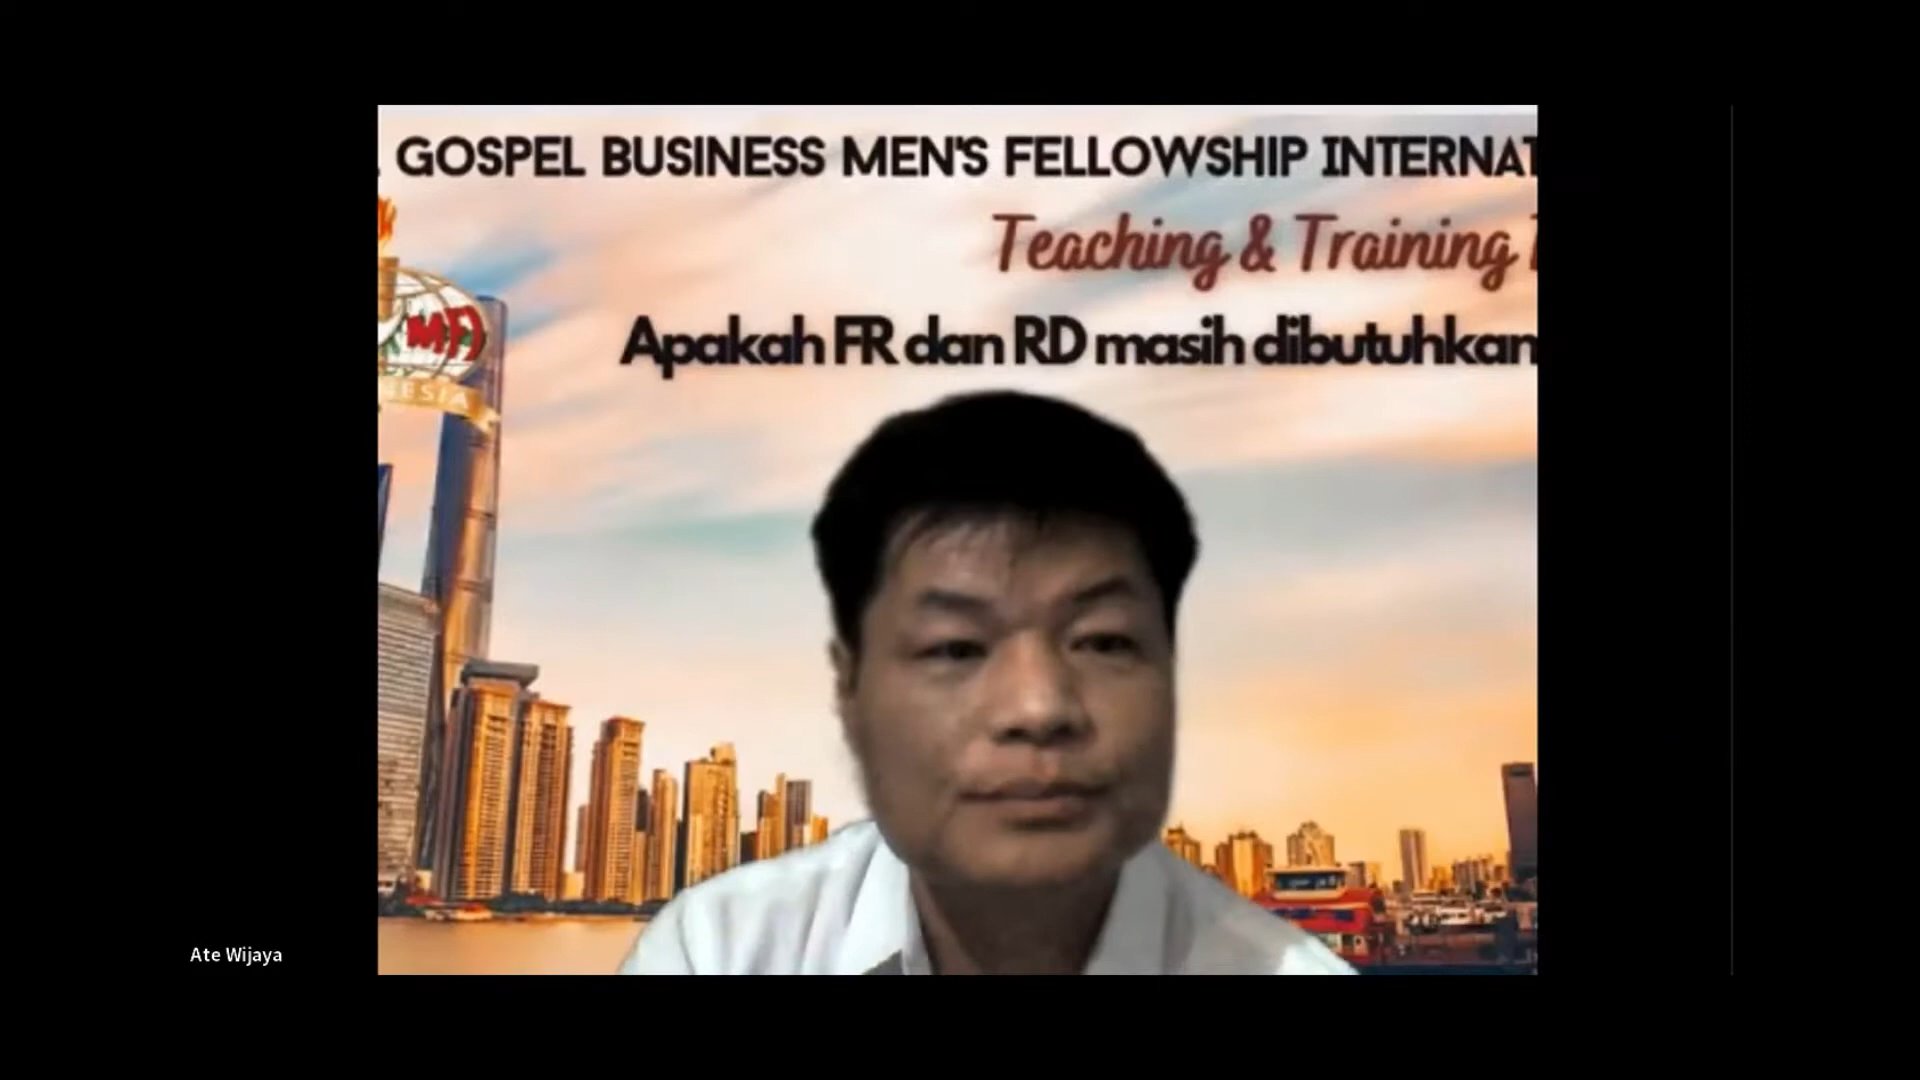 GOSPEL BUSINESS MEN'S FELLOWSHIP INTERNAT
Teaching & Training
Apakah FR dan RD masih dibutuhkan
Ate Wijaya